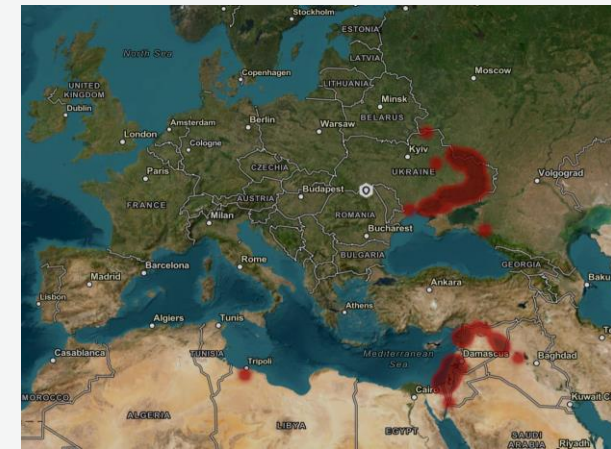 Stockholm
ESTONIA
North Sea
LATVIA
Moscow
Copenhagen
LITHUANIA
UNITED
KINGDOM
Minsk
Dublin
BELARUS
Amsterdam
Berlin
London
Warsaw
Cologne
Kyiv
CZECHIA
UKRAINE
Paris
Volgograd
Budapest
AUSTRIA
FRANCE
Milan
ROMANIA
Bucharest
BULGARIA
GEORGIA
Barcelona
Rome
Madrid
Ankara
Baku
Lisbon
Athens
Algiers
Tunis
Casablanca
TUNISIA
Mediterranean
Sea
Damascus
Baghdad
Tripoli
MOROCCO
Cairo
Kuwait C
ALGERIA
LIBYA
EGYPT
SAUDI
ARABIA
Riyadh